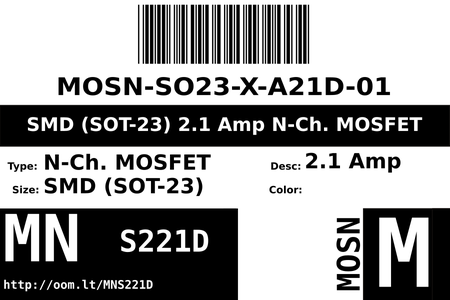 MOSN-SO23-X-A21D-01
SMD (SOT-23) 2.1 Amp N-Ch. MOSFET
Type: N-Ch. MOSFET
Desc: 2.1 Amp
Size: SMD (SOT-23)
Color:
MN
S221D
http://oom.lt/MNS221D
MOSN
M